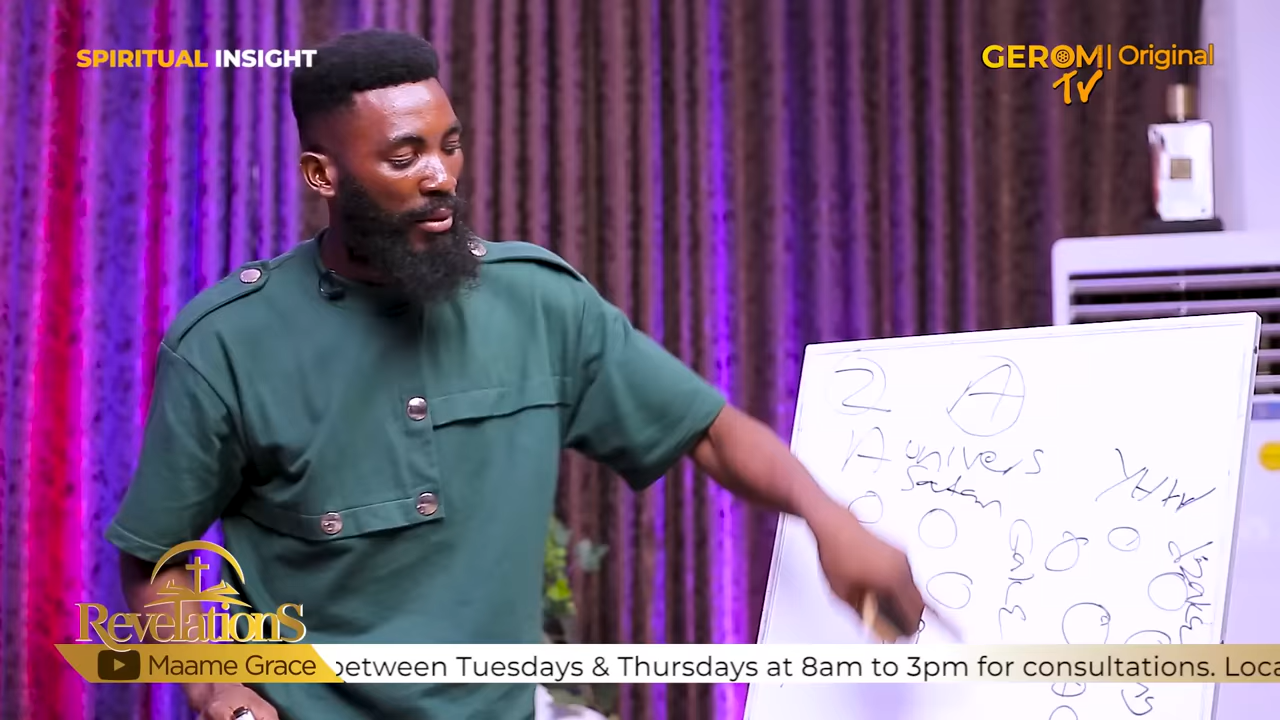 SPIRITUAL INSIGHT
GEROM TV | Original
2 A
A univers
Satan
Revelations
Maame Grace
between Tuesdays & Thursdays at 8am to 3pm for consultations. Loca